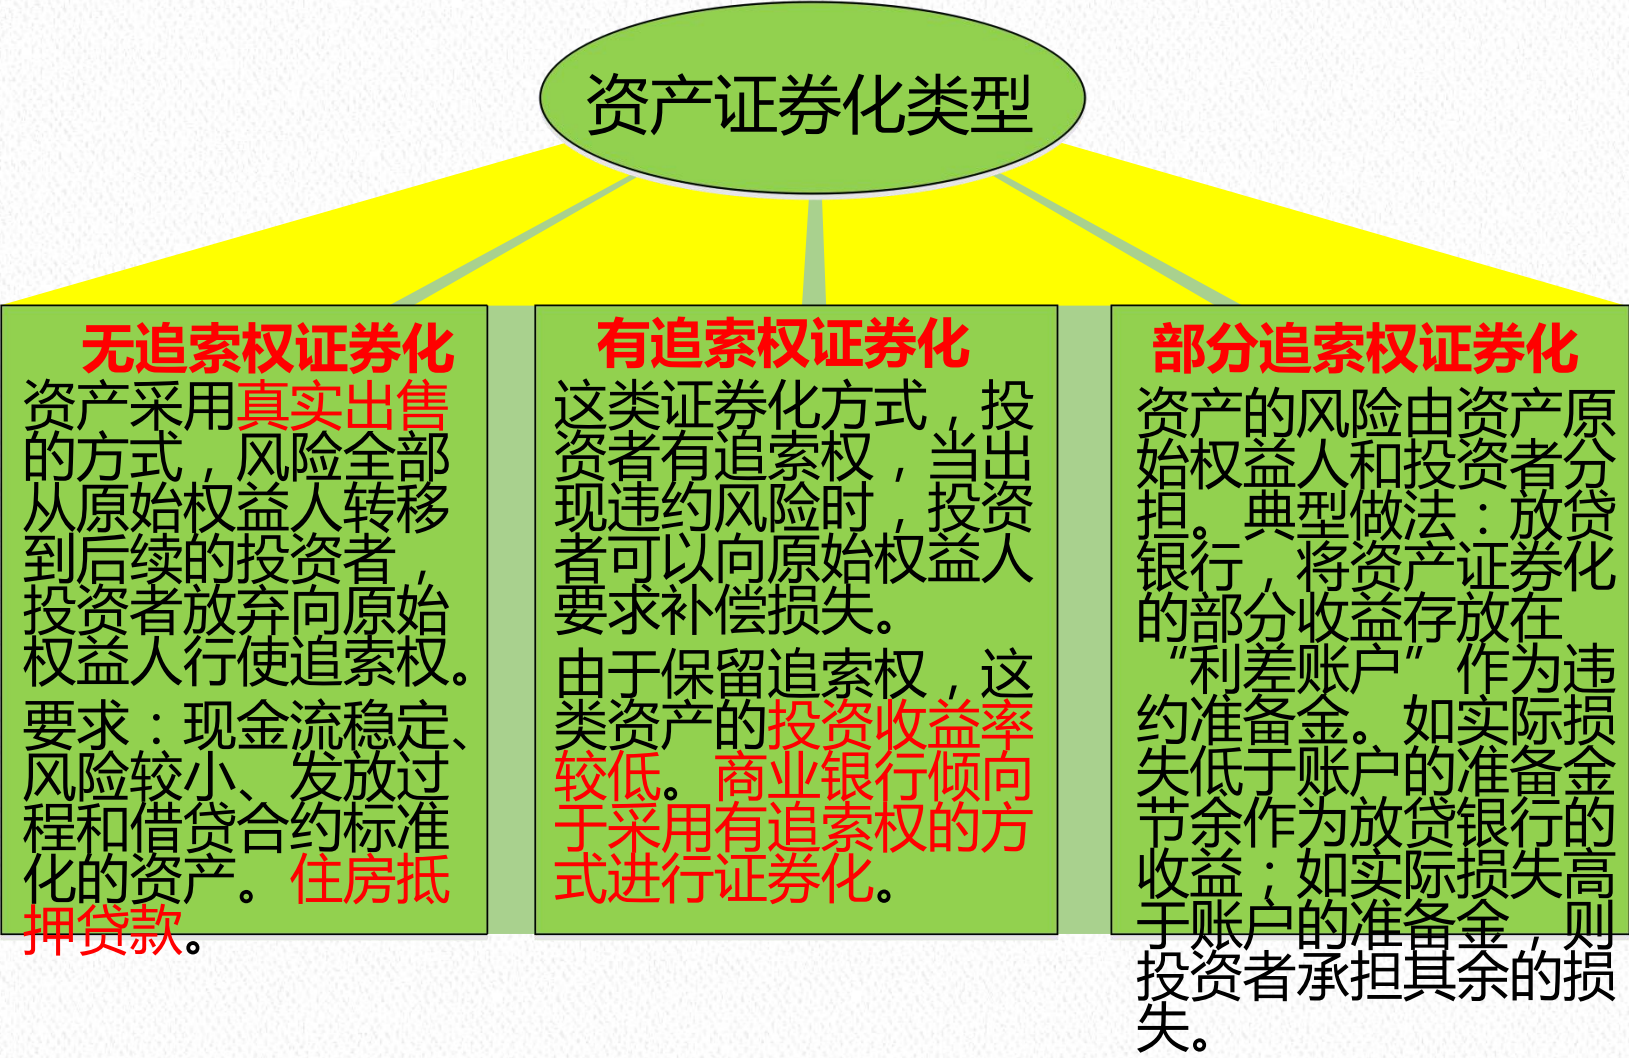 资产证券化类型
无追索权证券化
资产采用真实出售
的方式，风险全部
从原始权益人转移
到后续的投资者，
投资者放弃向原始
权益人行使追索权。
要求：现金流稳定、
风险较小、发放过
程和借贷合约标准
化的资产。住房抵
押贷款。
有追索权证券化
这类证券化方式，投
资者有追索权，当出
现违约风险时，投资
者可以向原始权益人
要求补偿损失。
由于保留追索权，这
类资产的投资收益率
较低。商业银行倾向
于采用有追索权的方
式进行证券化。
部分追索权证券化
资产的风险由资产原
始权益人和投资者分
担。典型做法：放贷
银行，将资产证券化
的部分收益存放在
“利差账户”作为违
约准备金。如实际损
失低于账户的准备金
节余作为放贷银行的
收益；如实际损失高
于账户的准备金，则
投资者承担其余的损
失。